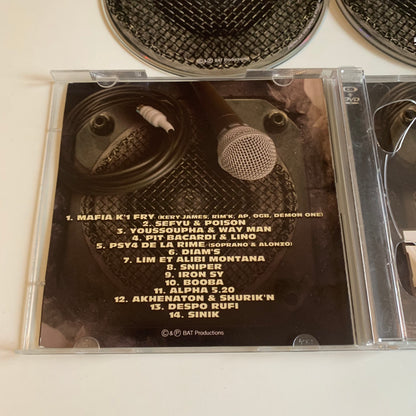 ©&℗ BAT Productions
DVD
1. MAFIA K'1 FRY (KERY JAMES, RIM'K, AP, OGB, DEMON ONE)
2. SEFYU & POISON
3. YOUSSOUPHA & WAY MAN
4. PIT BACARDI & LINO
5. PSY4 DE LA RIME (SOPRANO & ALONZO)
6. DIAM'S
7. LIM ET ALIBI MONTANA
8. SNIPER
9. IRON SY
10. BOOBA
11. ALPHA 5.20
12. AKHENATON & SHURIK'N
13. DESPO RUFI
14. SINIK
©&℗ BAT Productions